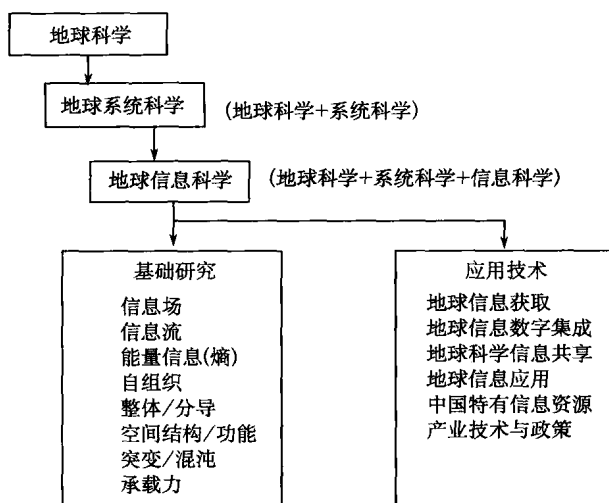 地球科学
地球系统科学
(地球科学+系统科学)
地球信息科学
(地球科学+系统科学+信息科学)
基础研究
信息场
信息流
能量信息(熵)
自组织
整体/分导
空间结构/功能
突变/混沌
承载力
应用技术
地球信息获取
地球信息数字集成
地球科学信息共享
地球信息应用
中国特有信息资源
产业技术与政策